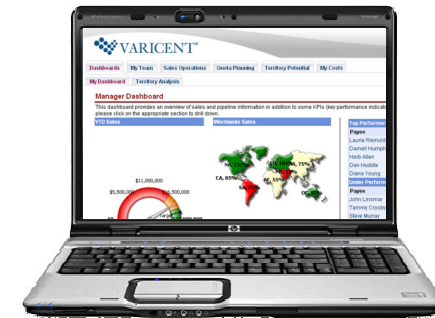 VARICENT
Dashboards My Team Sales Operations Quota Planning Territory Potential My Costs
My Dashboard Territory Analysis
Manager Dashboard
This dashboard provides an overview of sales and pipeline information in addition to some KPIs (key performance indicat
please click on the appropriate section to drill down.
YTD Sales Worldwide Sales Top Performer
Payee
Laurie Reynold
Darnell Humph
Herb Allen
Dan Huddle
Diana Young
Under Perform
Payee
John Linsmar
Tammy Crosby
Steve Murray
$11,000,000
$5,500,000
CA, 85%
AF, 55%
hp